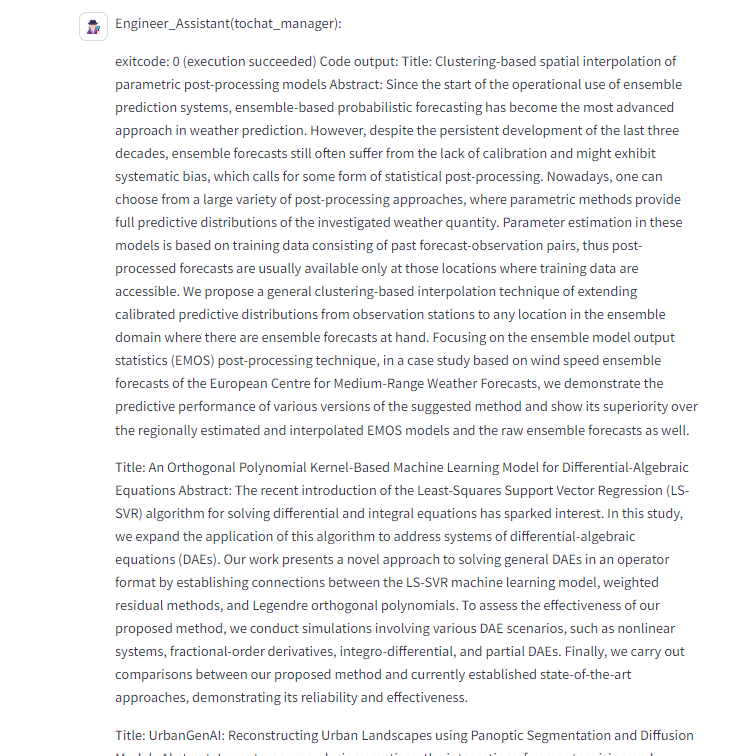 Engineer_Assistant(tochat_manager):
exitcode: 0 (execution succeeded) Code output: Title: Clustering-based spatial interpolation of
parametric post-processing models Abstract: Since the start of the operational use of ensemble
prediction systems, ensemble-based probabilistic forecasting has become the most advanced
approach in weather prediction. However, despite the persistent development of the last three
decades, ensemble forecasts still often suffer from the lack of calibration and might exhibit
systematic bias, which calls for some form of statistical post-processing. Nowadays, one can
choose from a large variety of post-processing approaches, where parametric methods provide
full predictive distributions of the investigated weather quantity. Parameter estimation in these
models is based on training data consisting of past forecast-observation pairs, thus post-
processed forecasts are usually available only at those locations where training data are
accessible. We propose a general clustering-based interpolation technique of extending
calibrated predictive distributions from observation stations to any location in the ensemble
domain where there are ensemble forecasts at hand. Focusing on the ensemble model output
statistics (EMOS) post-processing technique, in a case study based on wind speed ensemble
forecasts of the European Centre for Medium-Range Weather Forecasts, we demonstrate the
predictive performance of various versions of the suggested method and show its superiority over
the regionally estimated and interpolated EMOS models and the raw ensemble forecasts as well.
Title: An Orthogonal Polynomial Kernel-Based Machine Learning Model for Differential-Algebraic
Equations Abstract: The recent introduction of the Least-Squares Support Vector Regression (LS-
SVR) algorithm for solving differential and integral equations has sparked interest. In this study,
we expand the application of this algorithm to address systems of differential-algebraic
equations (DAEs). Our work presents a novel approach to solving general DAEs in an operator
format by establishing connections between the LS-SVR machine learning model, weighted
residual methods, and Legendre orthogonal polynomials. To assess the effectiveness of our
proposed method, we conduct simulations involving various DAE scenarios, such as nonlinear
systems, fractional-order derivatives, integro-differential, and partial DAEs. Finally, we carry out
comparisons between our proposed method and currently established state-of-the-art
approaches, demonstrating its reliability and effectiveness.
Title: UrbanGenAI: Reconstructing Urban Landscapes using Panoptic Segmentation and Diffusion